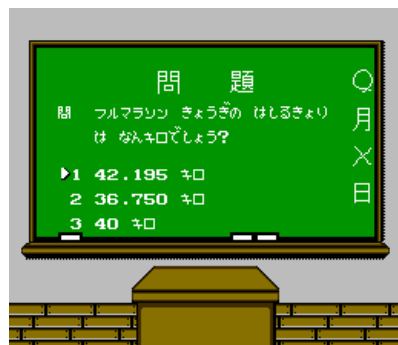 問 題
問 フルマラソン きょうぎの はしるきょり
は なんキロでしょう?
1 42.195 キロ
2 36.750 キロ
3 40 キロ
○月×日